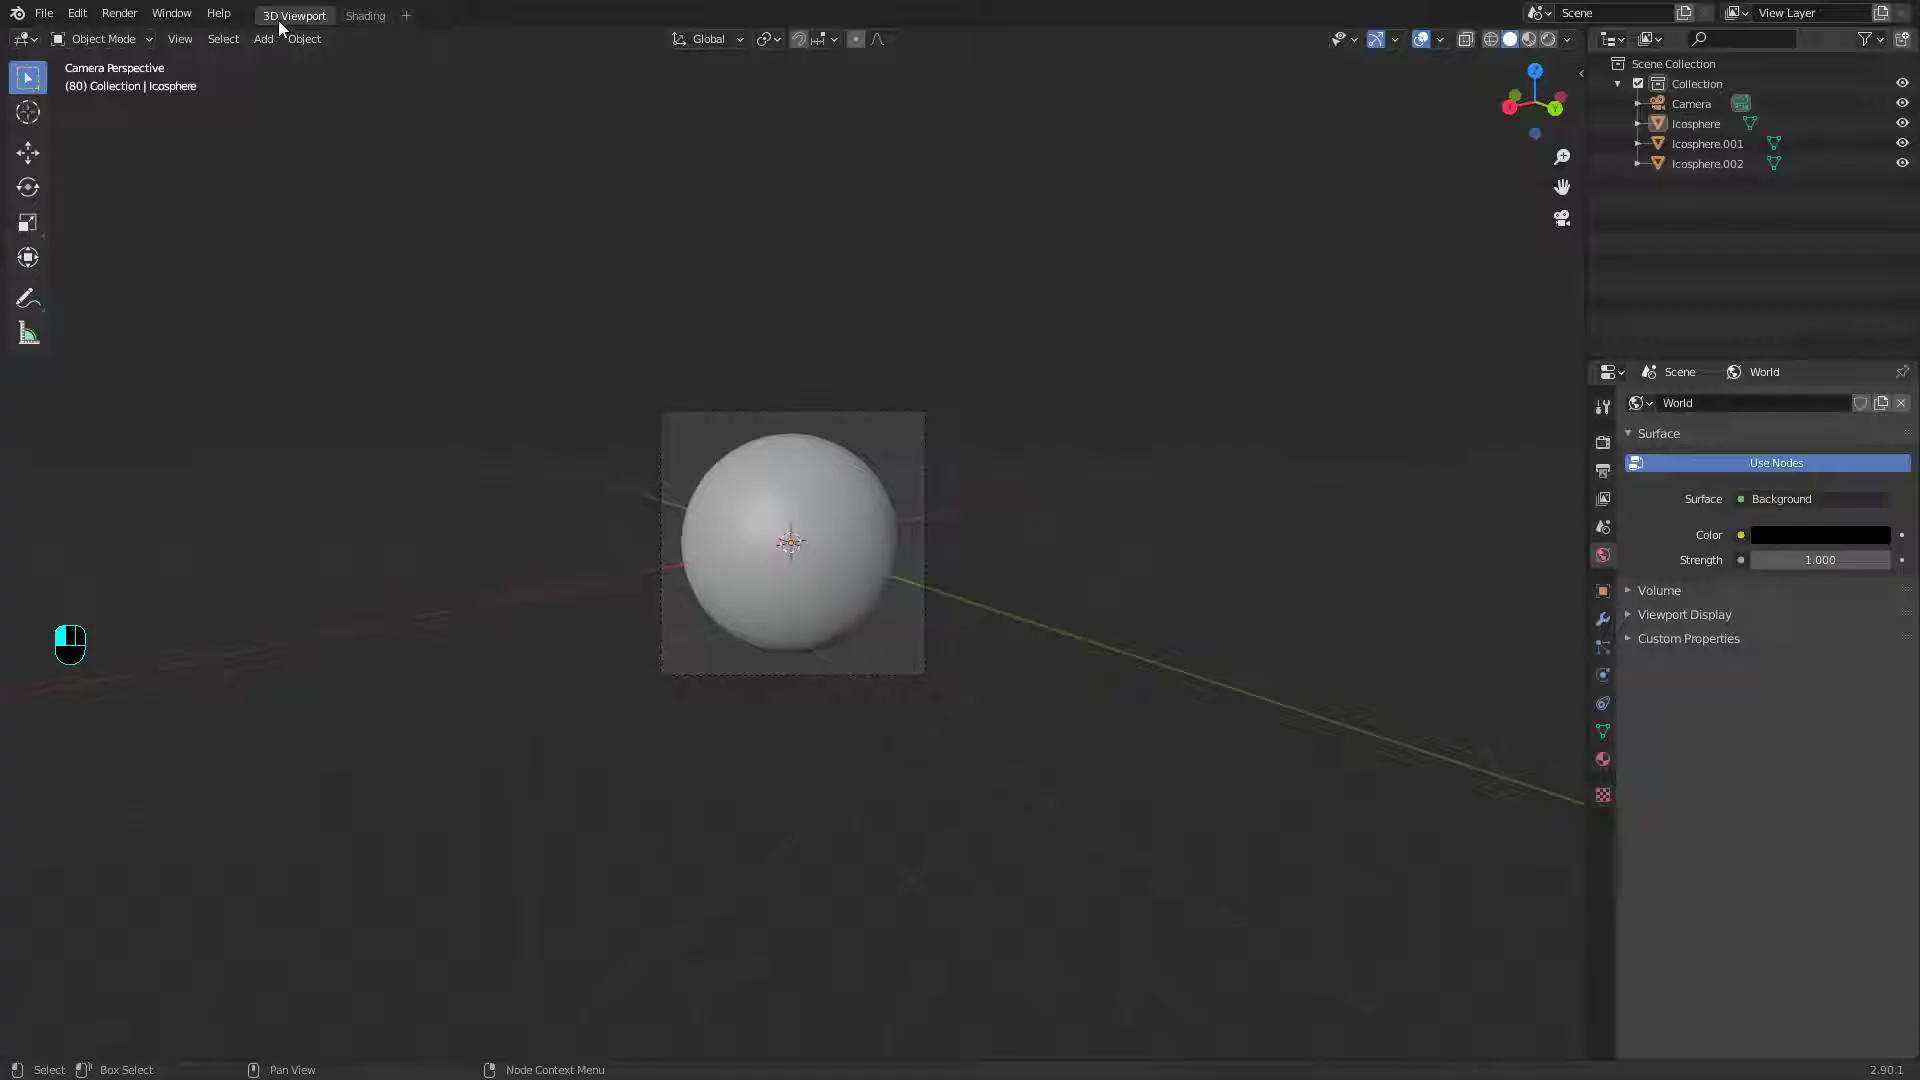 File Edit Render Window Help 3D Viewport Shading +
Scene View Layer
Object Mode View Select Add Object Global
Camera Perspective
(80) Collection | Icosphere
Z
X
Y
Scene Collection
Collection
Camera
Icosphere
Icosphere.001
Icosphere.002
Scene World
World
Surface
Use Nodes
Surface Background
Color
Strength 1.000
Volume
Viewport Display
Custom Properties
Select Box Select Pan View Node Context Menu 2.90.1